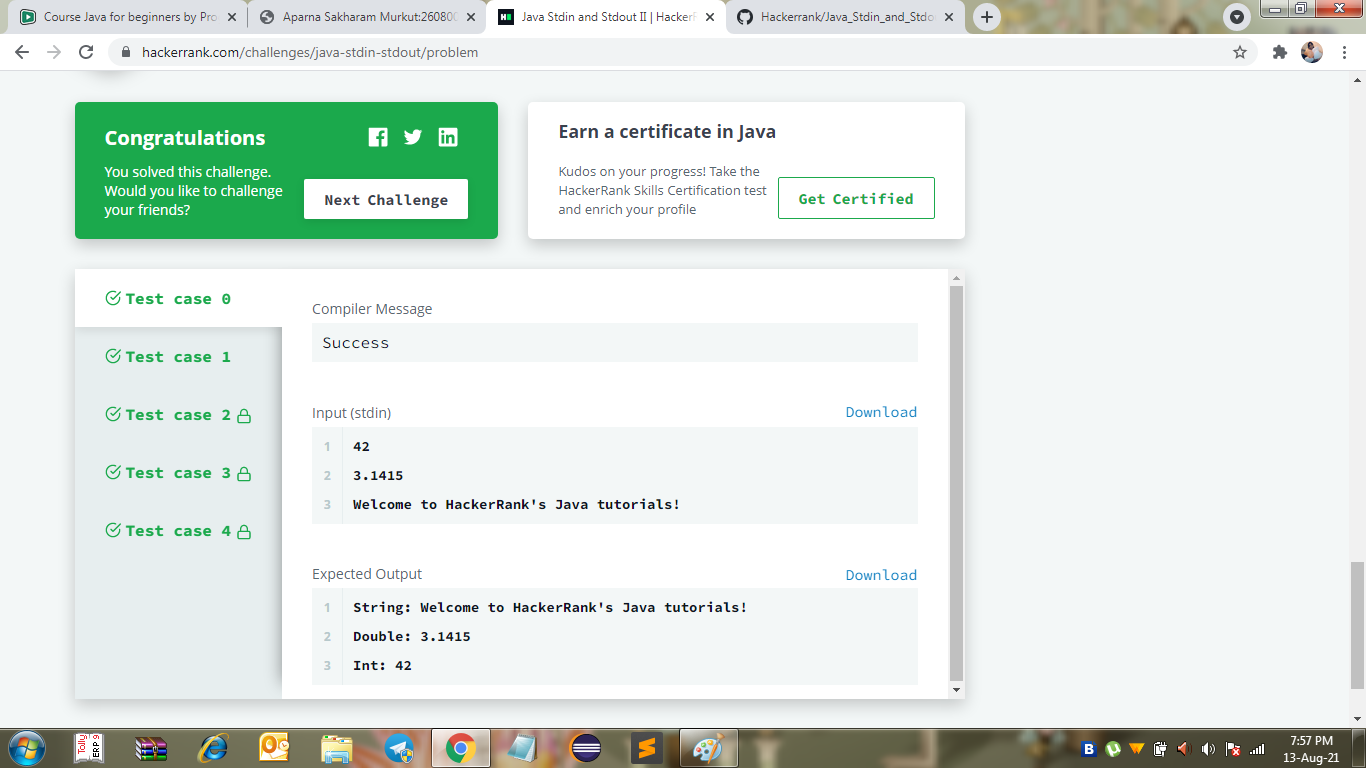 Course Java for beginners by Pro
Aparna Sakharam Murkut:26080
Java Stdin and Stdout II | Hacker
Hackerrank/Java_Stdin_and_Stdo
hackerrank.com/challenges/java-stdin-stdout/problem
Congratulations
You solved this challenge.
Would you like to challenge
your friends?
Next Challenge
Earn a certificate in Java
Kudos on your progress! Take the
HackerRank Skills Certification test
and enrich your profile
Get Certified
Test case 0
Test case 1
Test case 2
Test case 3
Test case 4
Compiler Message
Success
Input (stdin)
Download
1 42
2 3.1415
3 Welcome to HackerRank's Java tutorials!
Expected Output
Download
1 String: Welcome to HackerRank's Java tutorials!
2 Double: 3.1415
3 Int: 42
Tally
ERP 9
7:57 PM
13-Aug-21